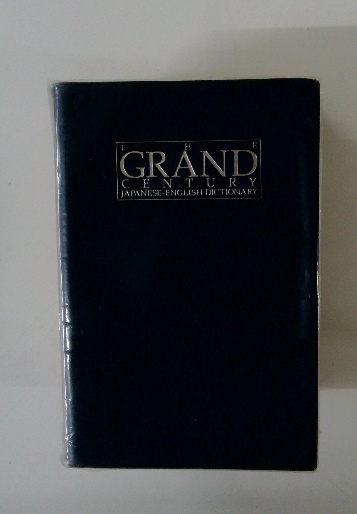 THE
GRAND
CENTURY
JAPANESE-ENGLISH DICTIONARY